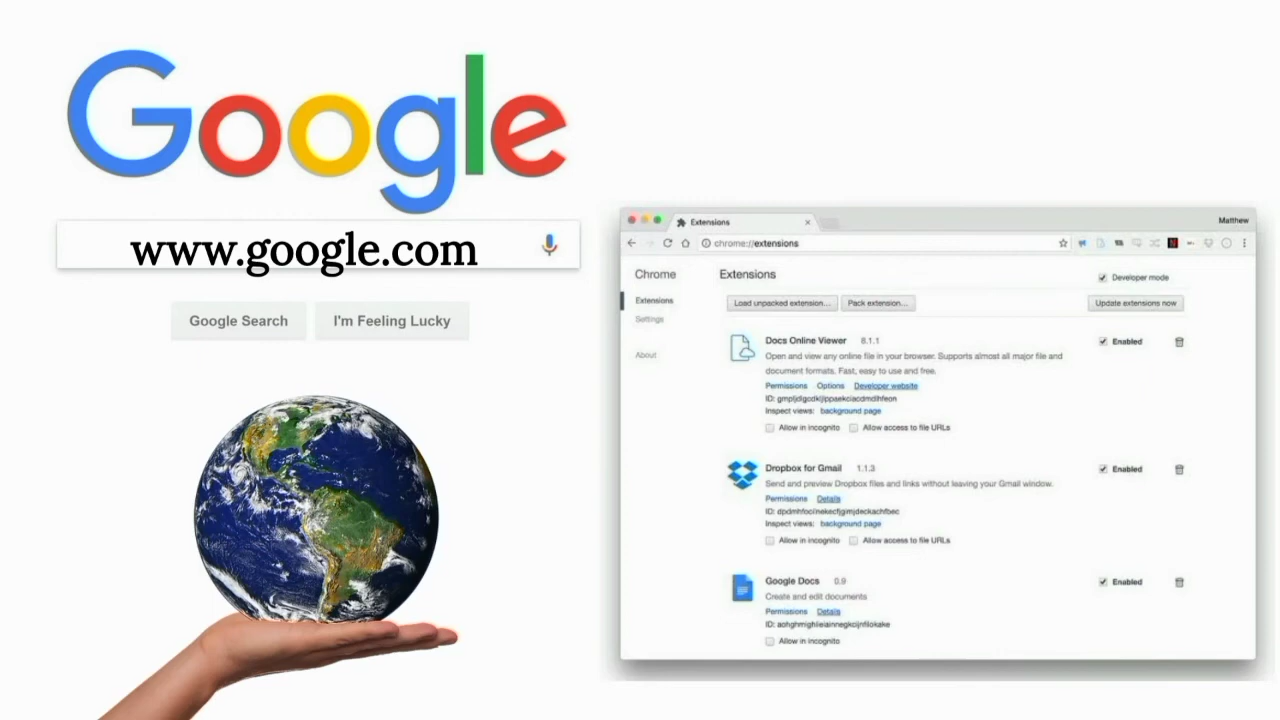 Google
www.google.com
Google Search
I'm Feeling Lucky
Extensions
Matthew
chrome://extensions
Chrome
Extensions
Developer mode
Extensions
Load unpacked extension...
Pack extension...
Update extensions now
Settings
About
Docs Online Viewer 6.1.1
Enabled
Open and view any online file in your browser. Supports almost all major file and
document formats. Fast, easy to use and free.
Permissions Options Developer website
ID:
Inspect views: background page
Allow in incognito Allow access to file URLs
Dropbox for Gmail 1.1.3
Enabled
Send and preview Dropbox files and links without leaving your Gmail window.
Permissions Details
ID:
Inspect views: background page
Allow in incognito Allow access to file URLs
Google Docs 0.9
Enabled
Create and edit documents
Permissions Details
ID:
Allow in incognito